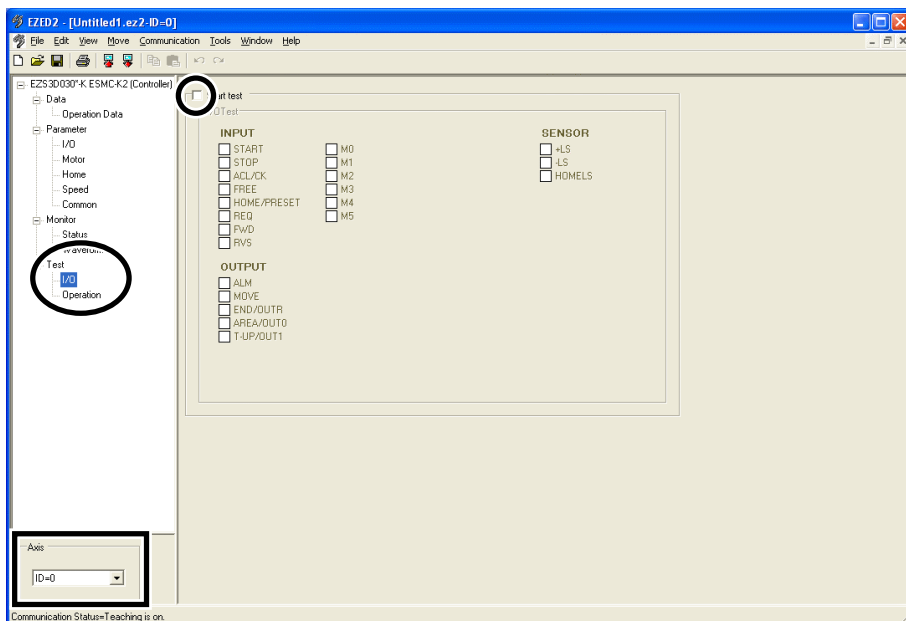 EZED2 - [Untitled1.ez2-ID=0]
File Edit View Move Communication Tools Window Help
EZS3D030*-K ESMC-K2 (Controller)
Data
Operation Data
Parameter
I/O
Motor
Home
Speed
Common
Monitor
Status
Test
I/O
Operation
Axis
ID=0
test
Test
INPUT
START
STOP
ACL/CK
FREE
HOME/PRESET
REQ
FWD
RVS
M0
M1
M2
M3
M4
M5
SENSOR
+LS
-LS
HOMELS
OUTPUT
ALM
MOVE
END/OUTR
AREA/OUT0
T-UP/OUT1
Communication Status=Teaching is on.